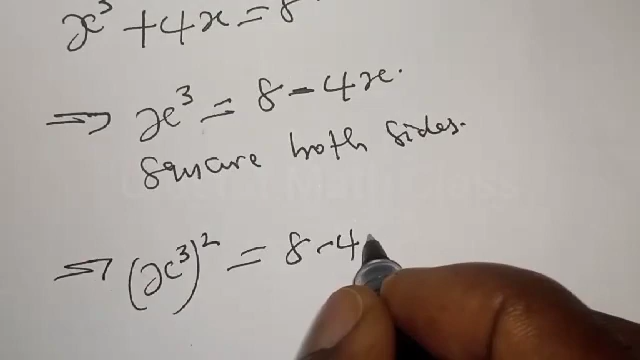 x³ + 4x = 8
⇒ x³ = 8 - 4x.
Square both sides.
⇒ (x³)² = 8 - 4